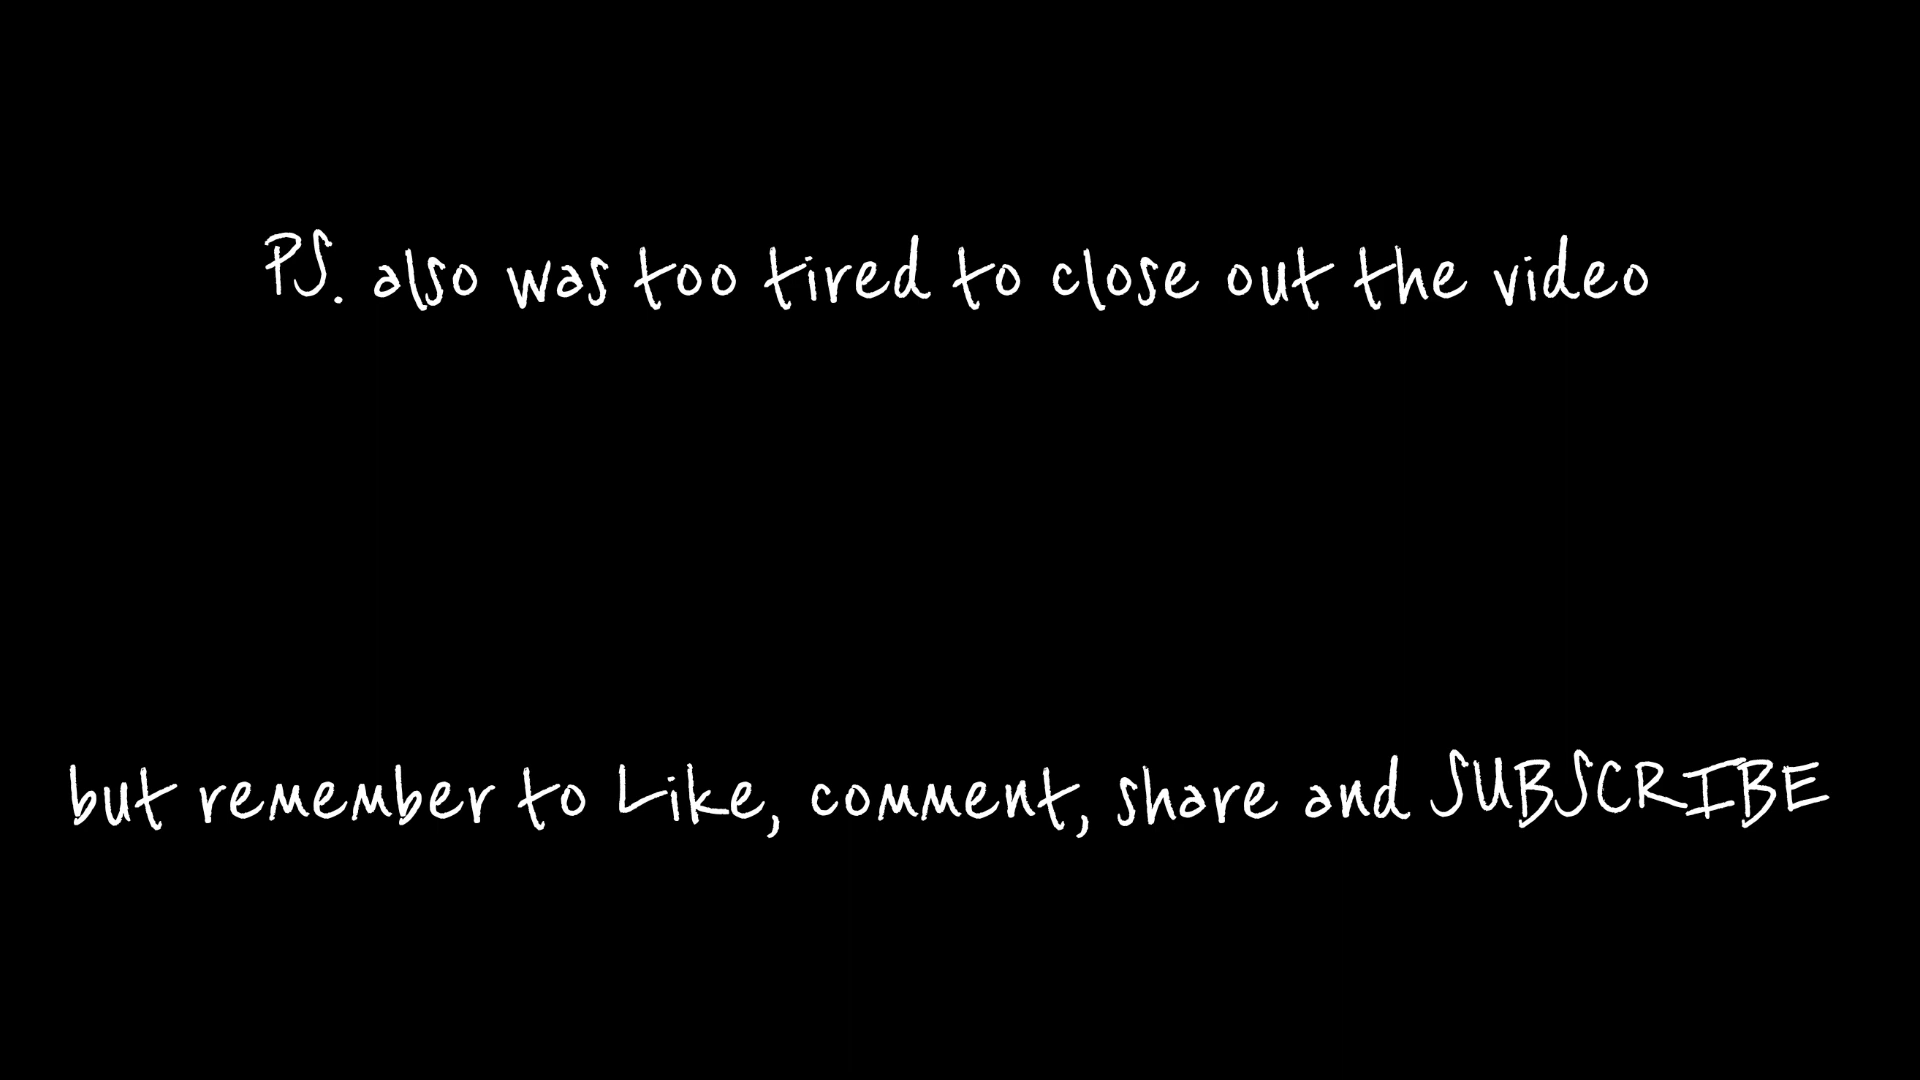 PS. also was too tired to close out the video
but remember to Like, comment, share and SUBSCRIBE